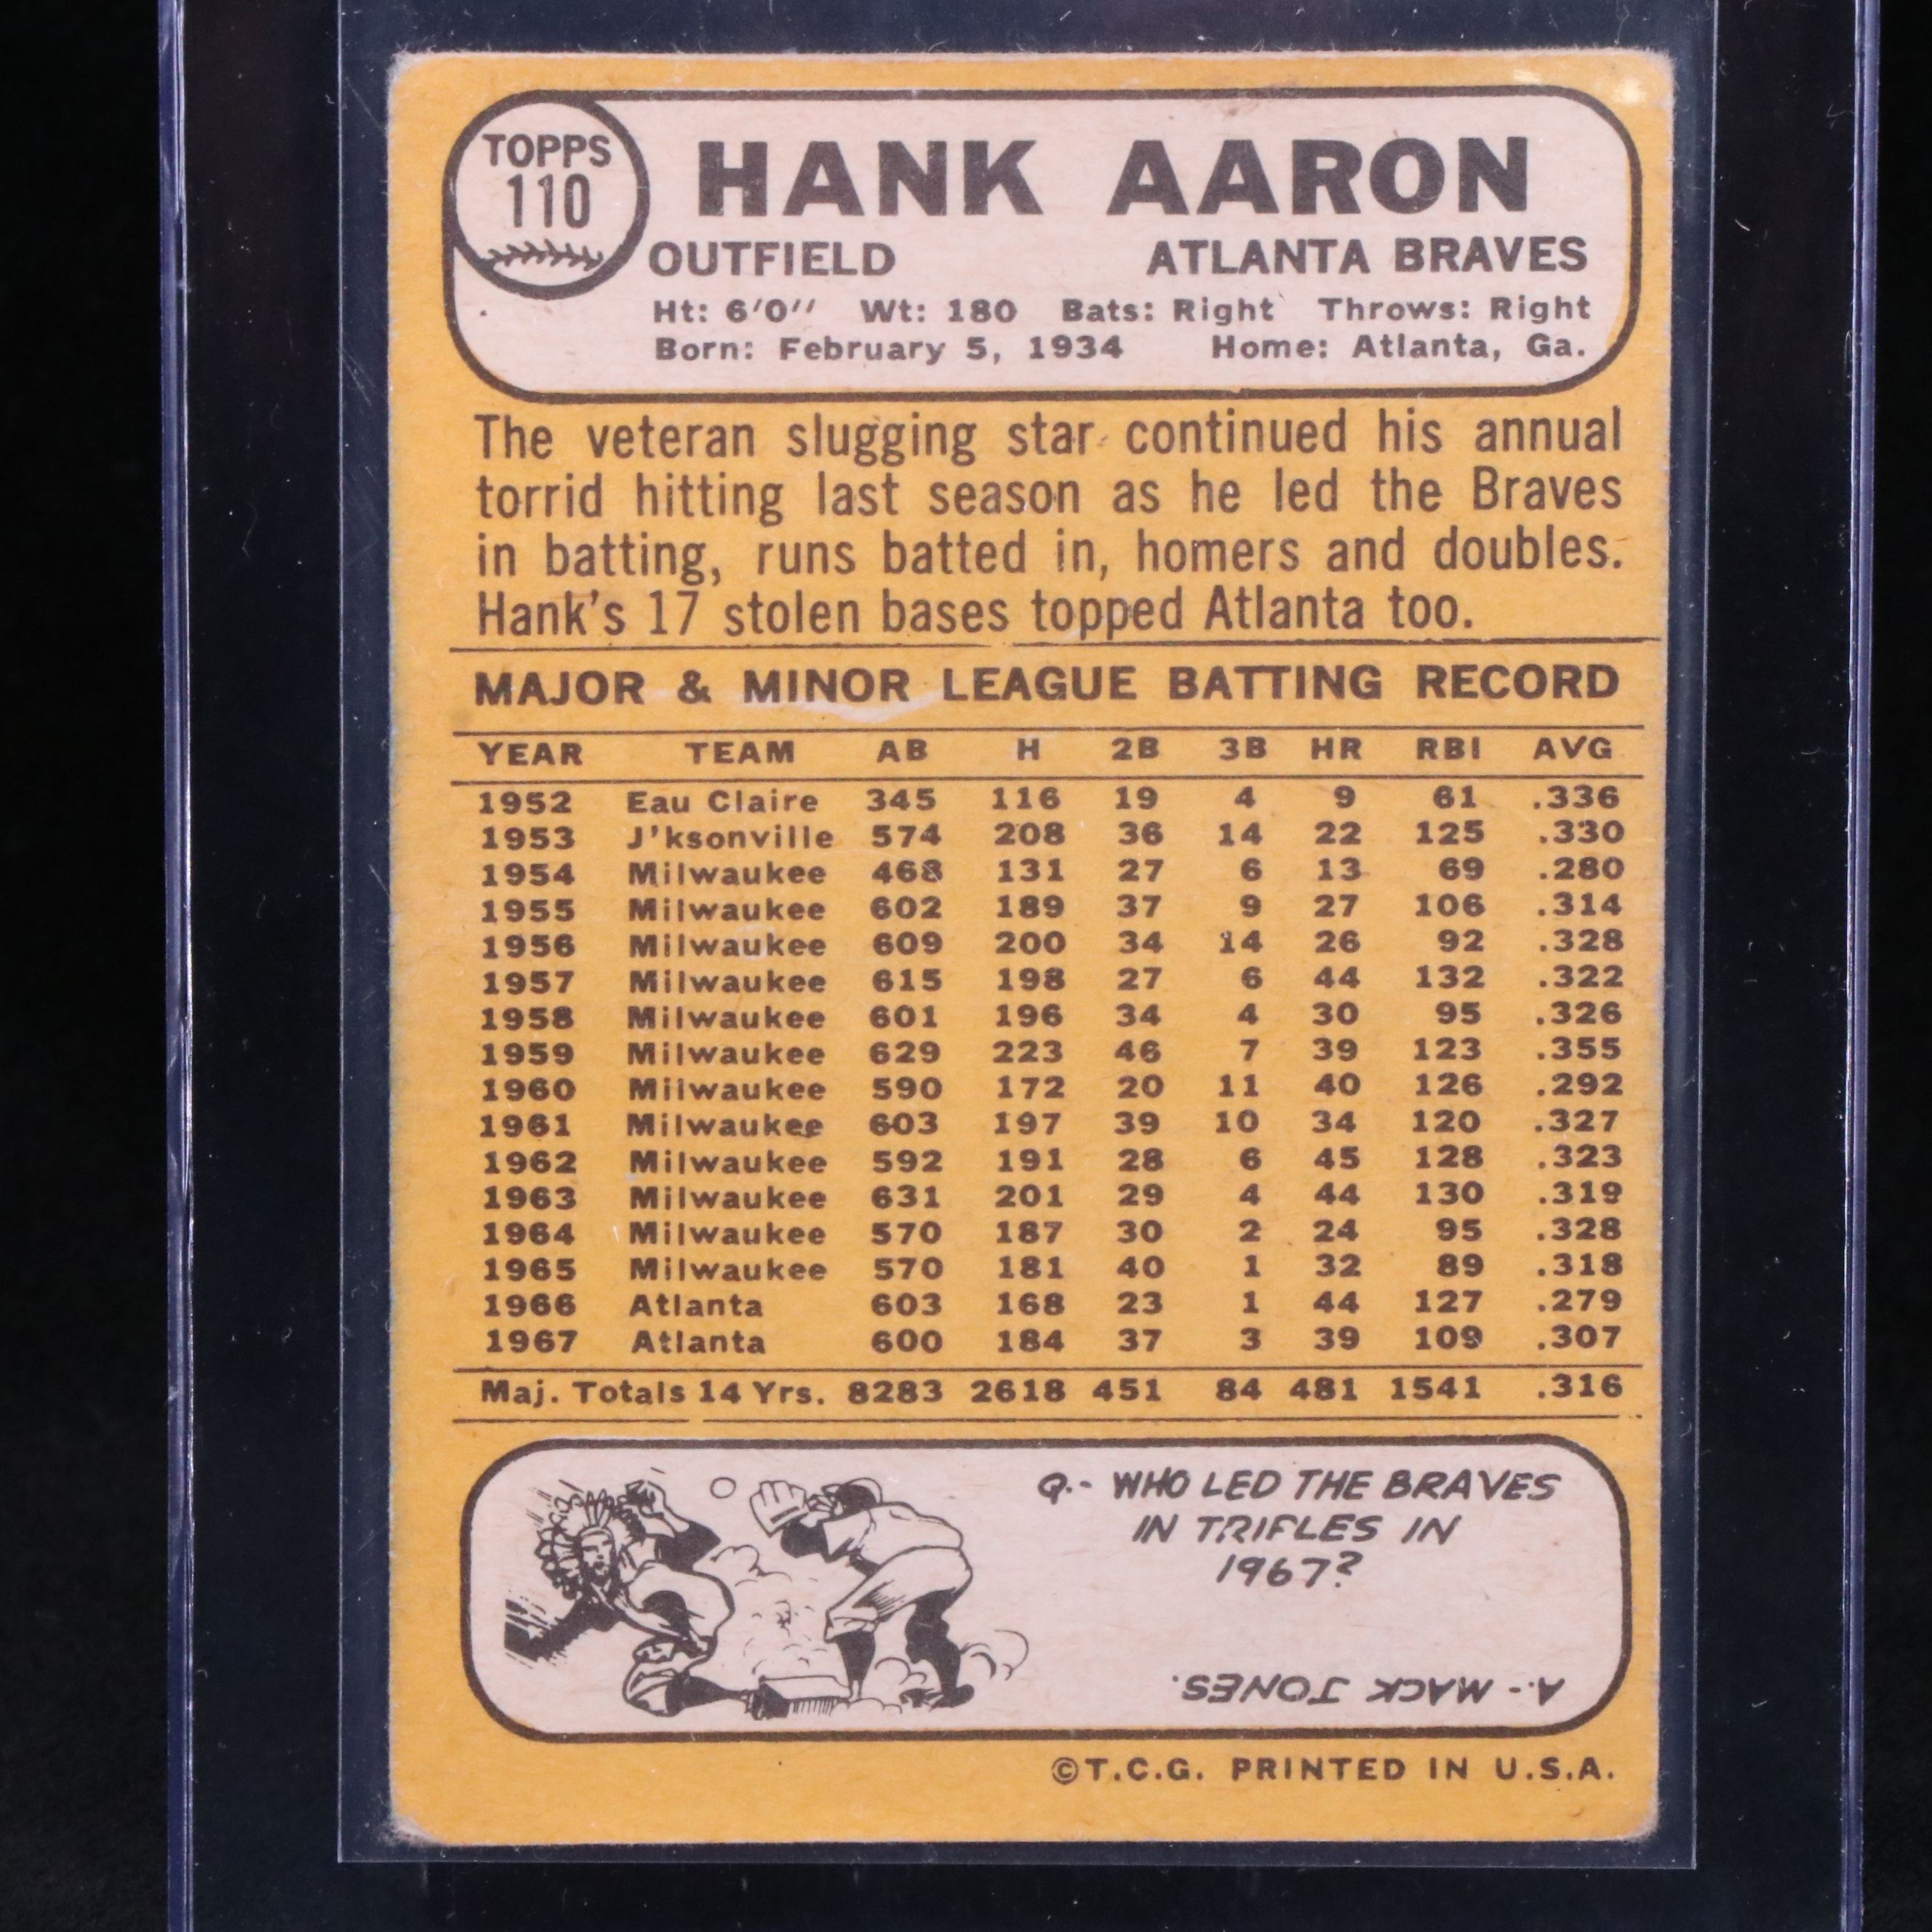 TOPPS
110
HANK AARON
OUTFIELD ATLANTA BRAVES
Ht: 6'0'' Wt: 180 Bats: Right Throws: Right
Born: February 5, 1934 Home: Atlanta, Ga.
The veteran slugging star continued his annual
torrid hitting last season as he led the Braves
in batting, runs batted in, homers and doubles.
Hank's 17 stolen bases topped Atlanta too.
MAJOR & MINOR LEAGUE BATTING RECORD
YEAR TEAM AB H 2B 3B HR RBI AVG
1952 Eau Claire 345 116 19 4 9 61 .336
1953 J'ksonville 574 208 36 14 22 125 .330
1954 Milwaukee 468 131 27 6 13 69 .280
1955 Milwaukee 602 189 37 9 27 106 .314
1956 Milwaukee 609 200 34 14 26 92 .328
1957 Milwaukee 615 198 27 6 44 132 .322
1958 Milwaukee 601 196 34 4 30 95 .326
1959 Milwaukee 629 223 46 7 39 123 .355
1960 Milwaukee 590 172 20 11 40 126 .292
1961 Milwaukee 603 197 39 10 34 120 .327
1962 Milwaukee 592 191 28 6 45 128 .323
1963 Milwaukee 631 201 29 4 44 130 .319
1964 Milwaukee 570 187 30 2 24 95 .328
1965 Milwaukee 570 181 40 1 32 89 .318
1966 Atlanta 603 168 23 1 44 127 .279
1967 Atlanta 600 184 37 3 39 109 .307
Maj. Totals 14 Yrs. 8283 2618 451 84 481 1541 .316
Q.- WHO LED THE BRAVES
IN TRIPLES IN
1967?
A.- MACK JONES.
©T.C.G. PRINTED IN U.S.A.